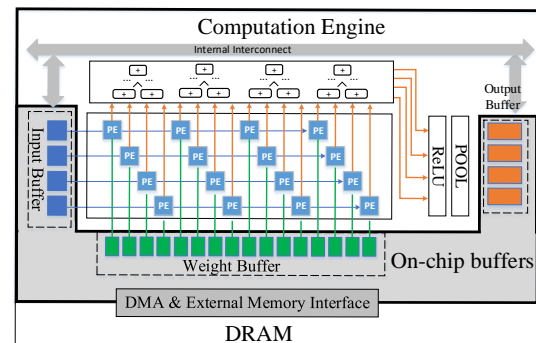 Computation Engine
Internal Interconnect
+ + + +
... ... ... ... ... ... ... ...
+ + + + + + + +
Output
Buffer
Input Buffer
PE PE PE PE
PE PE PE PE
PE PE PE PE
PE PE PE PE
ReLU
POOL
Weight Buffer
On-chip buffers
DMA & External Memory Interface
DRAM